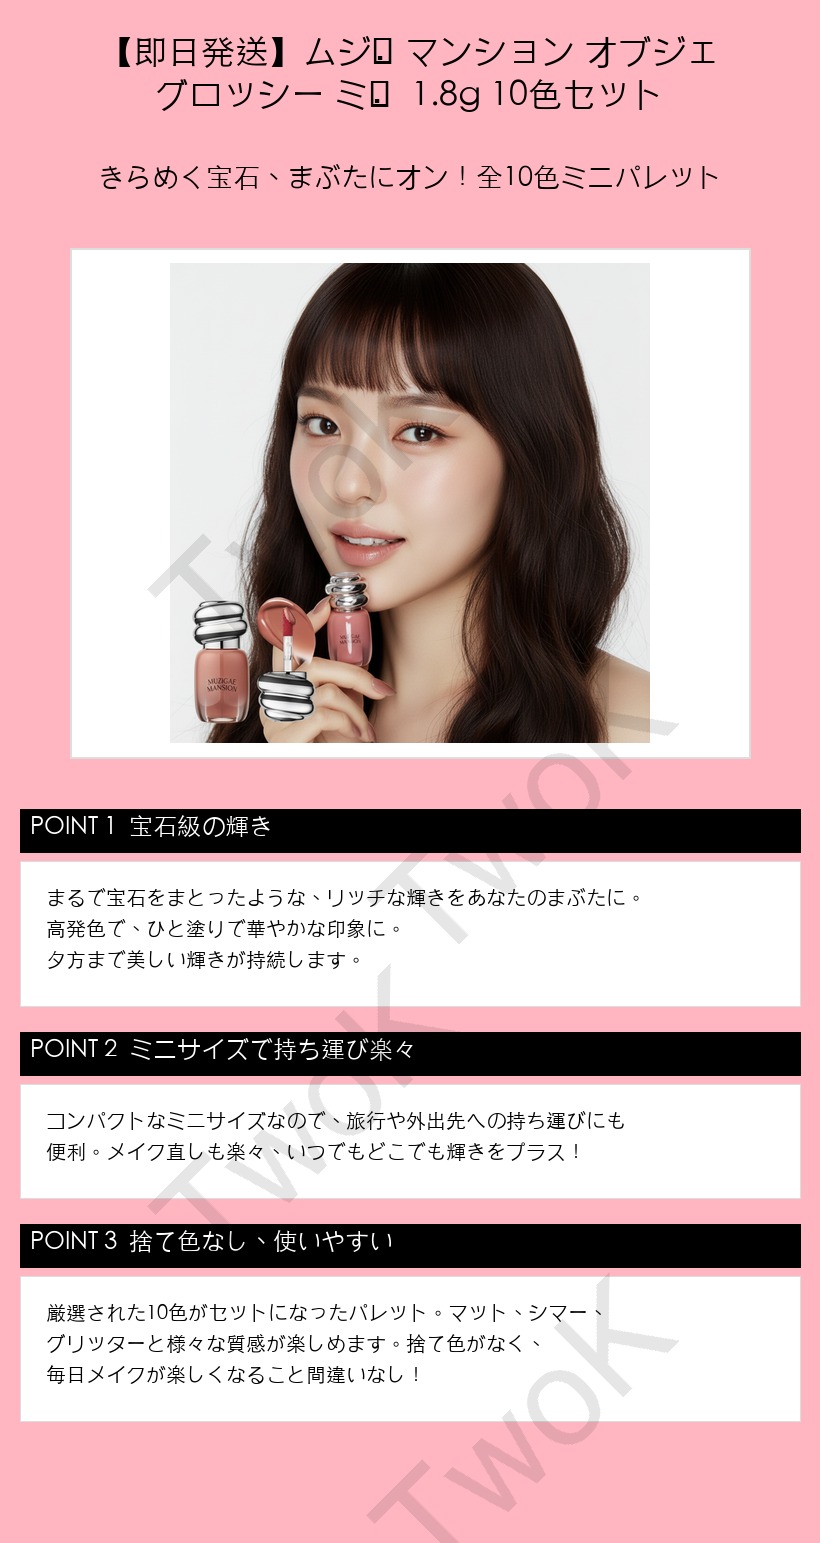 【即日発送】ムジ□ マンション オブジェ
グロッシー ミ□ 1.8g 10色セット
きらめく宝石、まぶたにオン！全10色ミニパレット
MUZIGAE
MANSION
MUZIGAE
MANSION
POINT 1 宝石級の輝き
まるで宝石をまとったような、リッチな輝きをあなたのまぶたに。
高発色で、ひと塗りで華やかな印象に。
夕方まで美しい輝きが持続します。
POINT 2 ミニサイズで持ち運び楽々
コンパクトなミニサイズなので、旅行や外出先への持ち運びにも
便利。メイク直しも楽々、いつでもどこでも輝きをプラス！
POINT 3 捨て色なし、使いやすい
厳選された10色がセットになったパレット。マット、シマー、
グリッターと様々な質感が楽しめます。捨て色がなく、
毎日メイクが楽しくなること間違いなし！
TwoK
TwoK
TwoK
TwoK